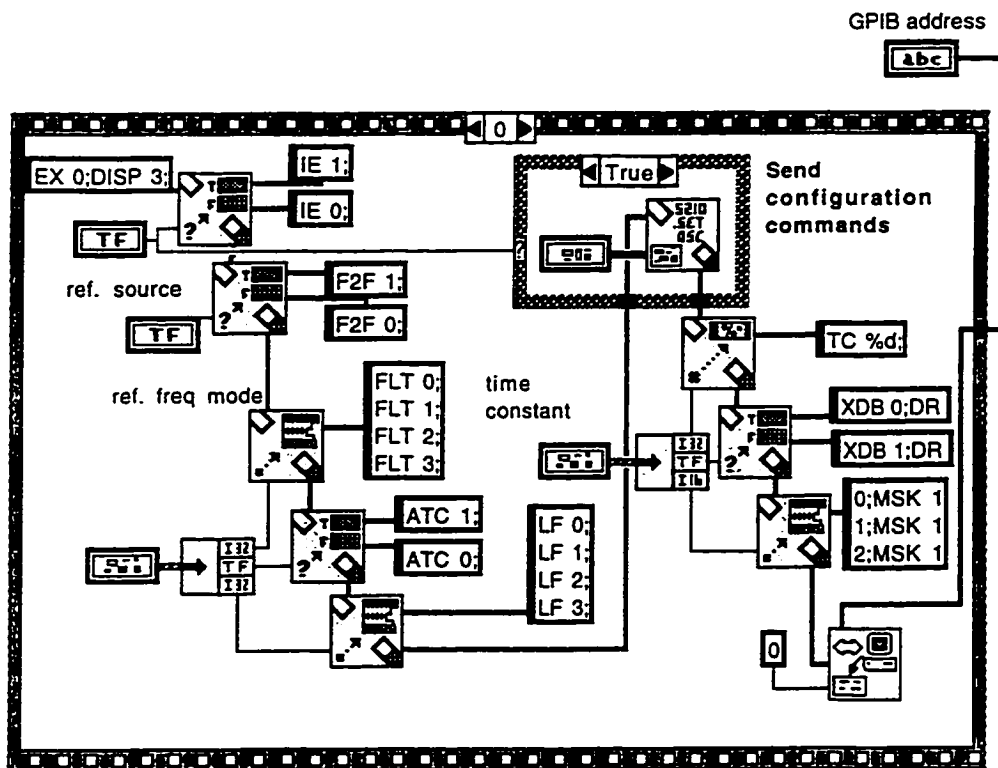 GPIB address
abc
0
EX 0;DISP 3;
T
F
?
IE 1;
IE 0;
TF
True
?
Send
configuration
commands
5210
SET
OSC
ref. source
T
F
?
F2F 1;
F2F 0;
TF
TC %d;
ref. freq mode
FLT 0;
FLT 1;
FLT 2;
FLT 3;
time
constant
T
F
?
XDB 0;DR
XDB 1;DR
I32
TF
I16
T
F
?
ATC 1;
ATC 0;
LF 0;
LF 1;
LF 2;
LF 3;
0;MSK 1
1;MSK 1
2;MSK 1
I32
TF
I32
0